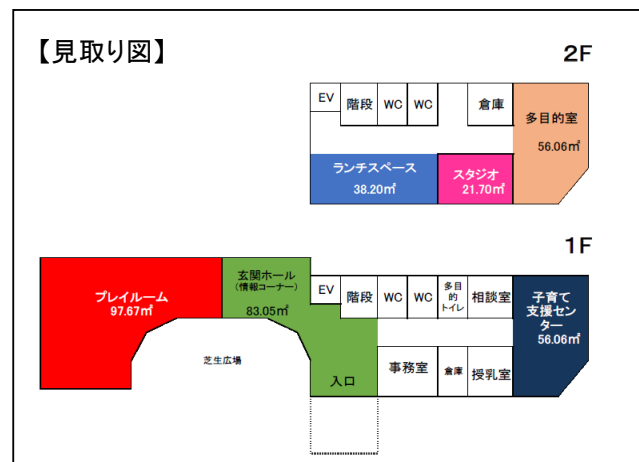 【見取り図】
2F
EV
階段
WC
WC
倉庫
多目的室
56.06㎡
ランチスペース
38.20㎡
スタジオ
21.70㎡
1F
プレイルーム
97.67㎡
玄関ホール
(情報コーナー)
83.05㎡
EV
階段
WC
WC
多目
的
トイレ
相談室
子育て
支援セン
ター
56.06㎡
芝生広場
入口
事務室
倉庫
授乳室